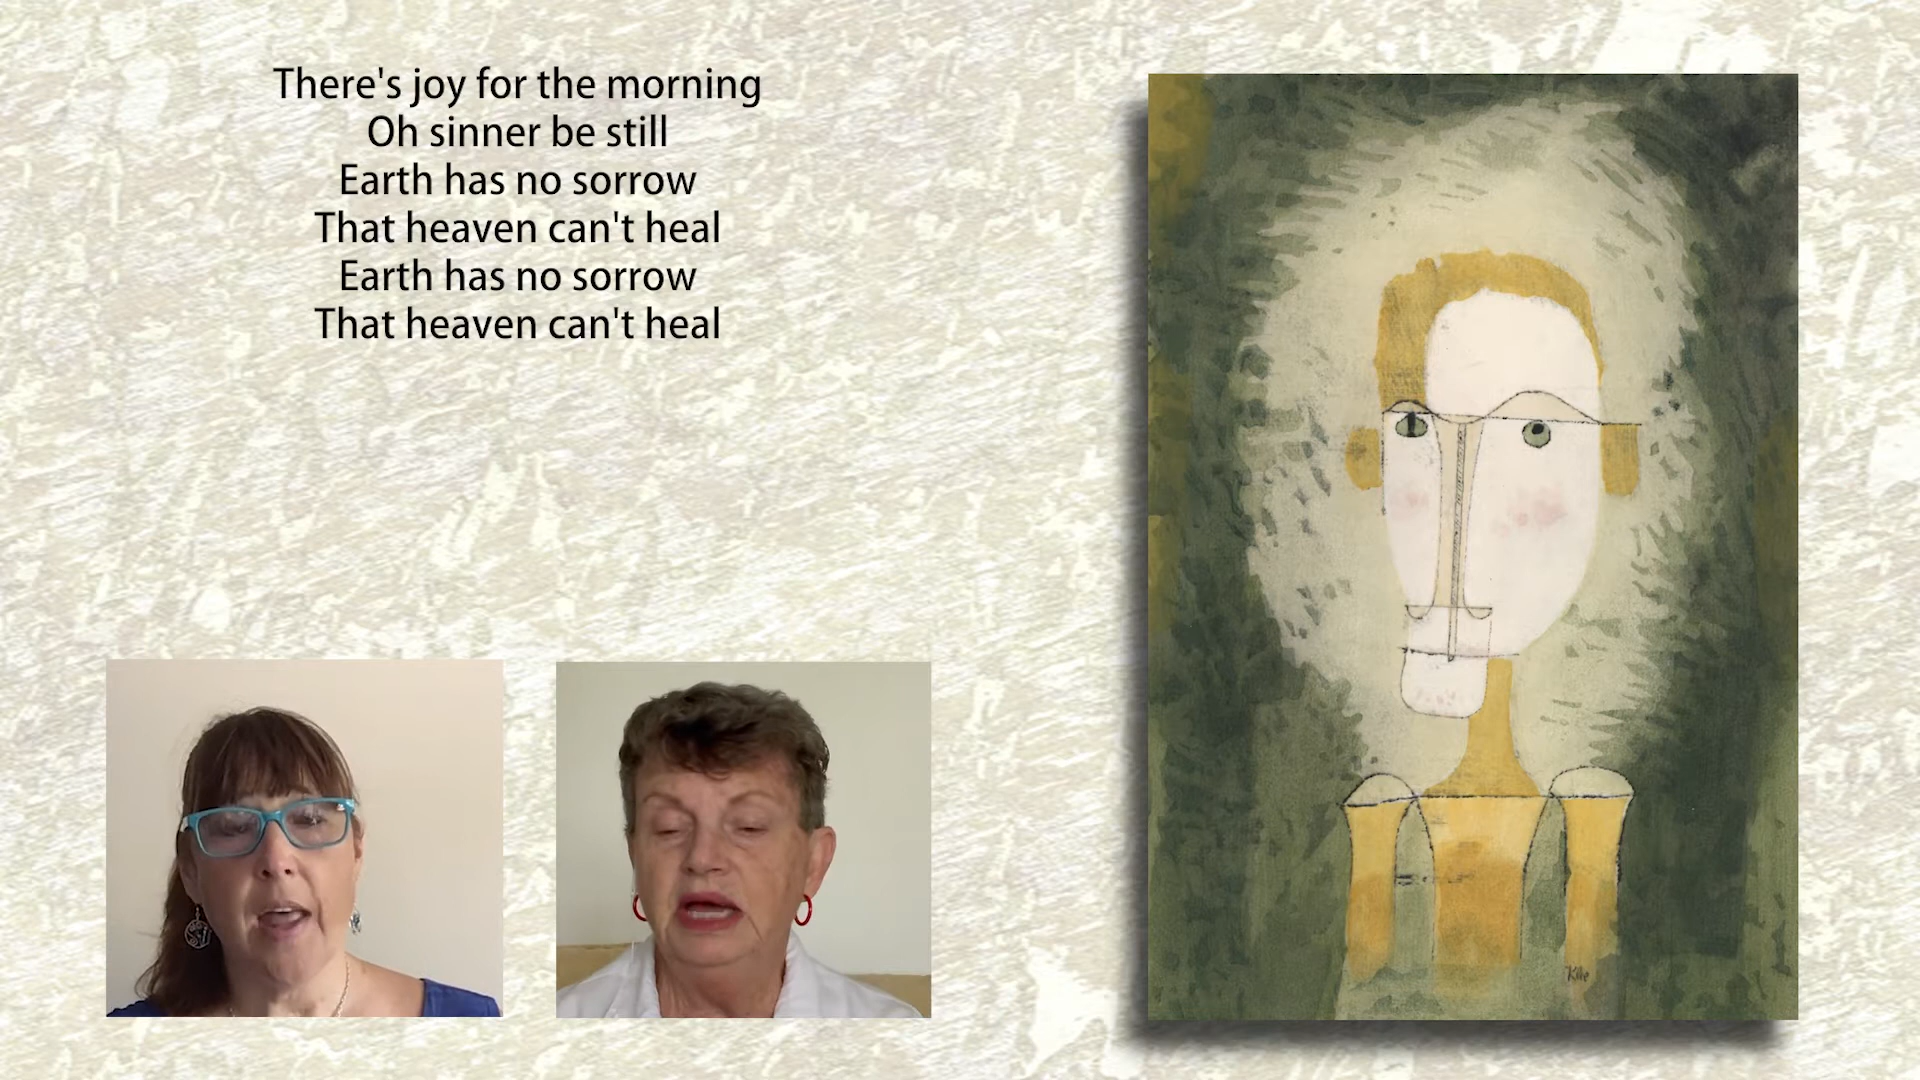 There's joy for the morning
Oh sinner be still
Earth has no sorrow
That heaven can't heal
Earth has no sorrow
That heaven can't heal
Klee